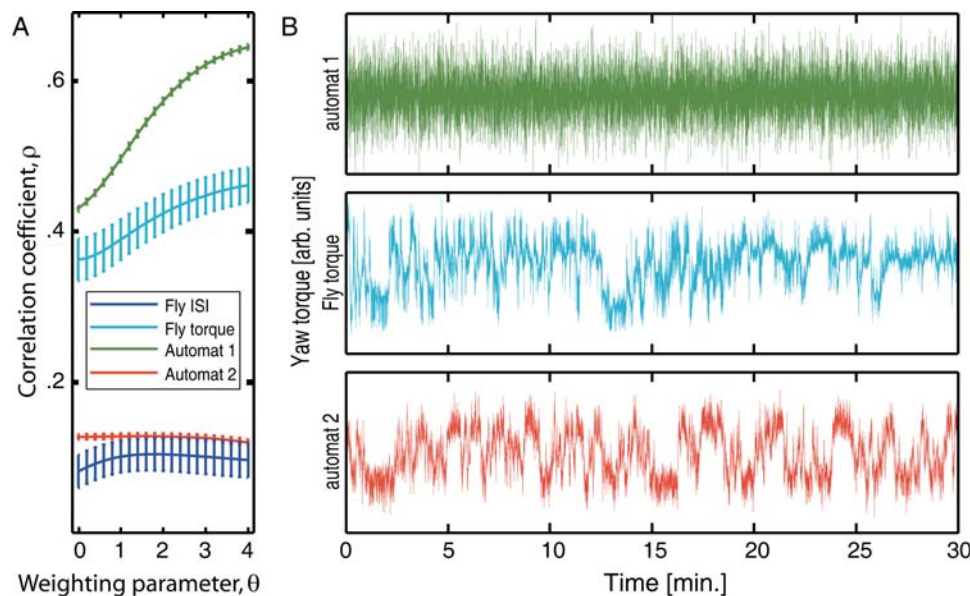 A
Correlation coefficient, ρ
.6
.4
.2
Fly ISI
Fly torque
Automat 1
Automat 2
0 1 2 3 4
Weighting parameter, θ
B
Yaw torque [arb. units]
automat 1
Fly torque
automat 2
0 5 10 15 20 25 30
Time [min.]